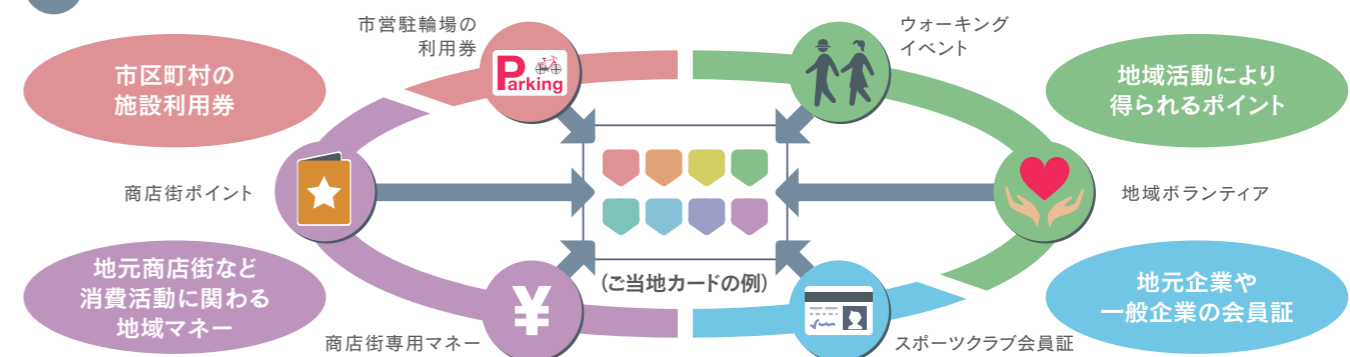 市営駐輪場の
利用券
ウォーキング
イベント
市区町村の
施設利用券
Parking
地域活動により
得られるポイント
商店街ポイント
地域ボランティア
地元商店街など
消費活動に関わる
地域マネー
¥
(ご当地カードの例)
地元企業や
一般企業の会員証
商店街専用マネー
スポーツクラブ会員証